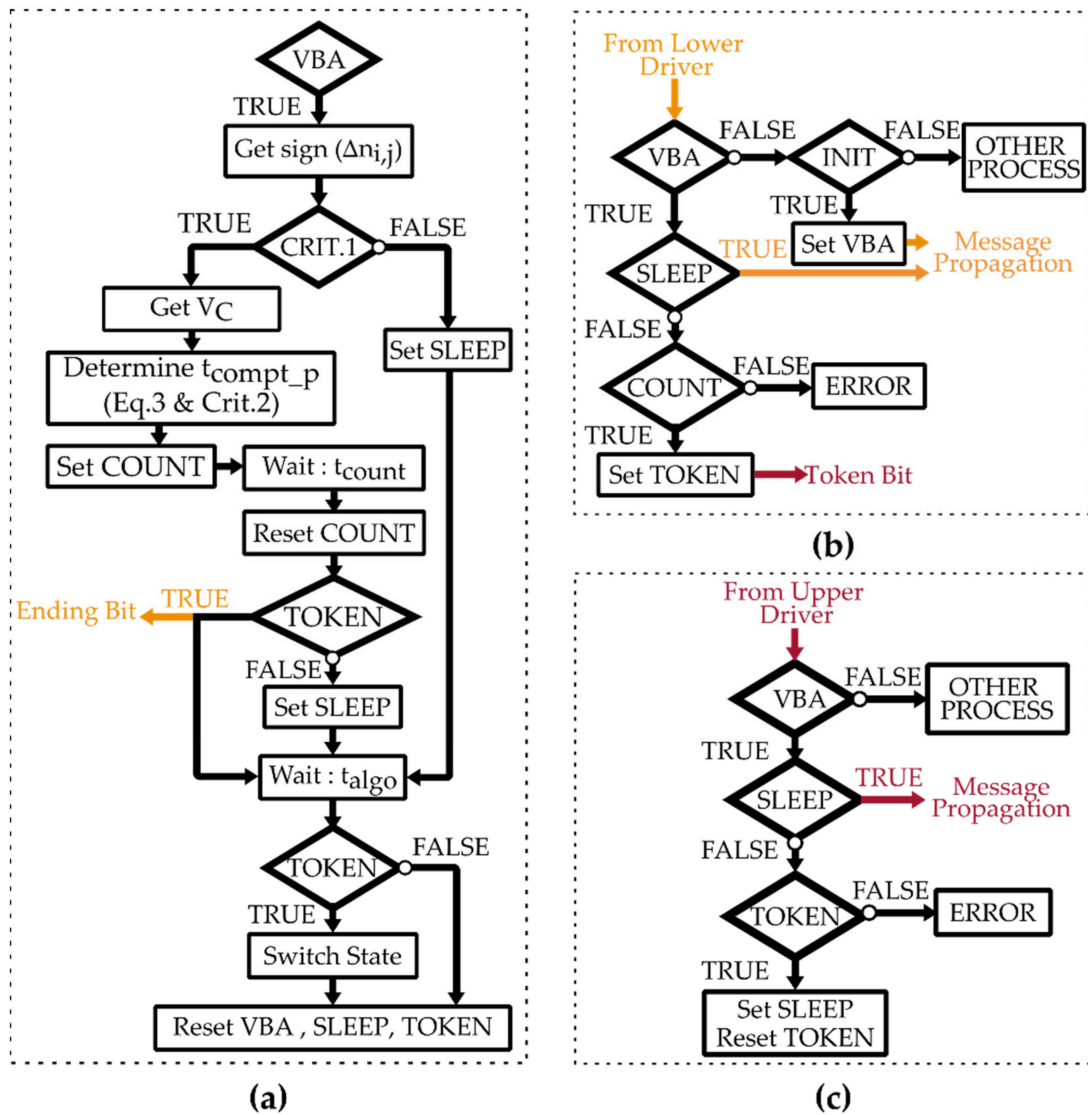 VBA
TRUE
Get sign (Δni,j)
TRUE
FALSE
CRIT.1
Get VC
Set SLEEP
Determine tcompt_p
(Eq.3 & Crit.2)
Set COUNT
Wait : tcount
Reset COUNT
Ending Bit
TRUE
TOKEN
FALSE
Set SLEEP
Wait : talgo
TOKEN
FALSE
TRUE
Switch State
Reset VBA , SLEEP, TOKEN
(a)
From Lower
Driver
VBA
FALSE
INIT
FALSE
OTHER
PROCESS
TRUE
TRUE
Set VBA
Message
Propagation
SLEEP
TRUE
FALSE
COUNT
FALSE
ERROR
TRUE
Set TOKEN
Token Bit
(b)
From Upper
Driver
VBA
FALSE
OTHER
PROCESS
TRUE
SLEEP
TRUE
Message
Propagation
FALSE
TOKEN
FALSE
ERROR
TRUE
Set SLEEP
Reset TOKEN
(c)